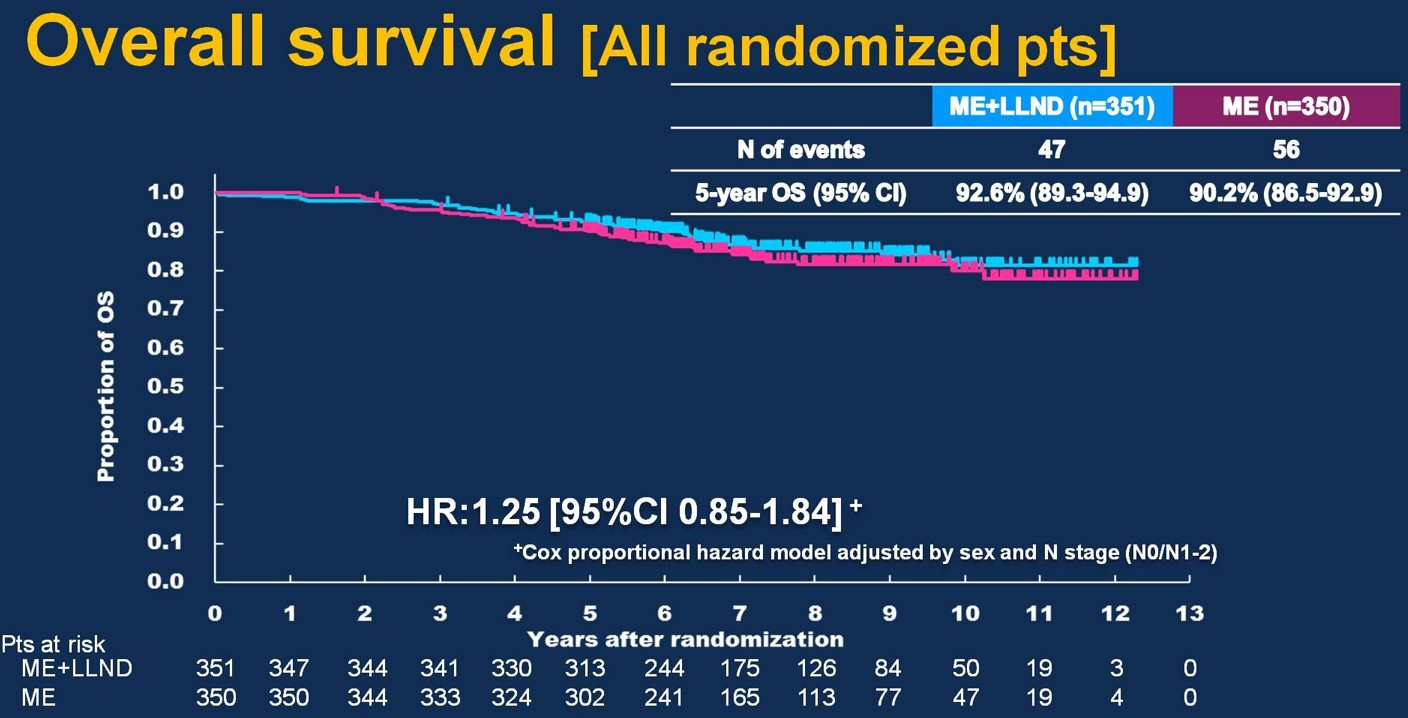 Overall survival [All randomized pts]
ME+LLND (n=351) ME (n=350)
N of events 47 56
5-year OS (95% CI) 92.6% (89.3-94.9) 90.2% (86.5-92.9)
1.0
0.9
0.8
0.7
0.6
0.5
0.4
0.3
0.2
0.1
0.0
Proportion of OS
HR:1.25 [95%CI 0.85-1.84]⁺
⁺Cox proportional hazard model adjusted by sex and N stage (N0/N1-2)
0 1 2 3 4 5 6 7 8 9 10 11 12 13
Years after randomization
Pts at risk
ME+LLND 351 347 344 341 330 313 244 175 126 84 50 19 3 0
ME 350 350 344 333 324 302 241 165 113 77 47 19 4 0